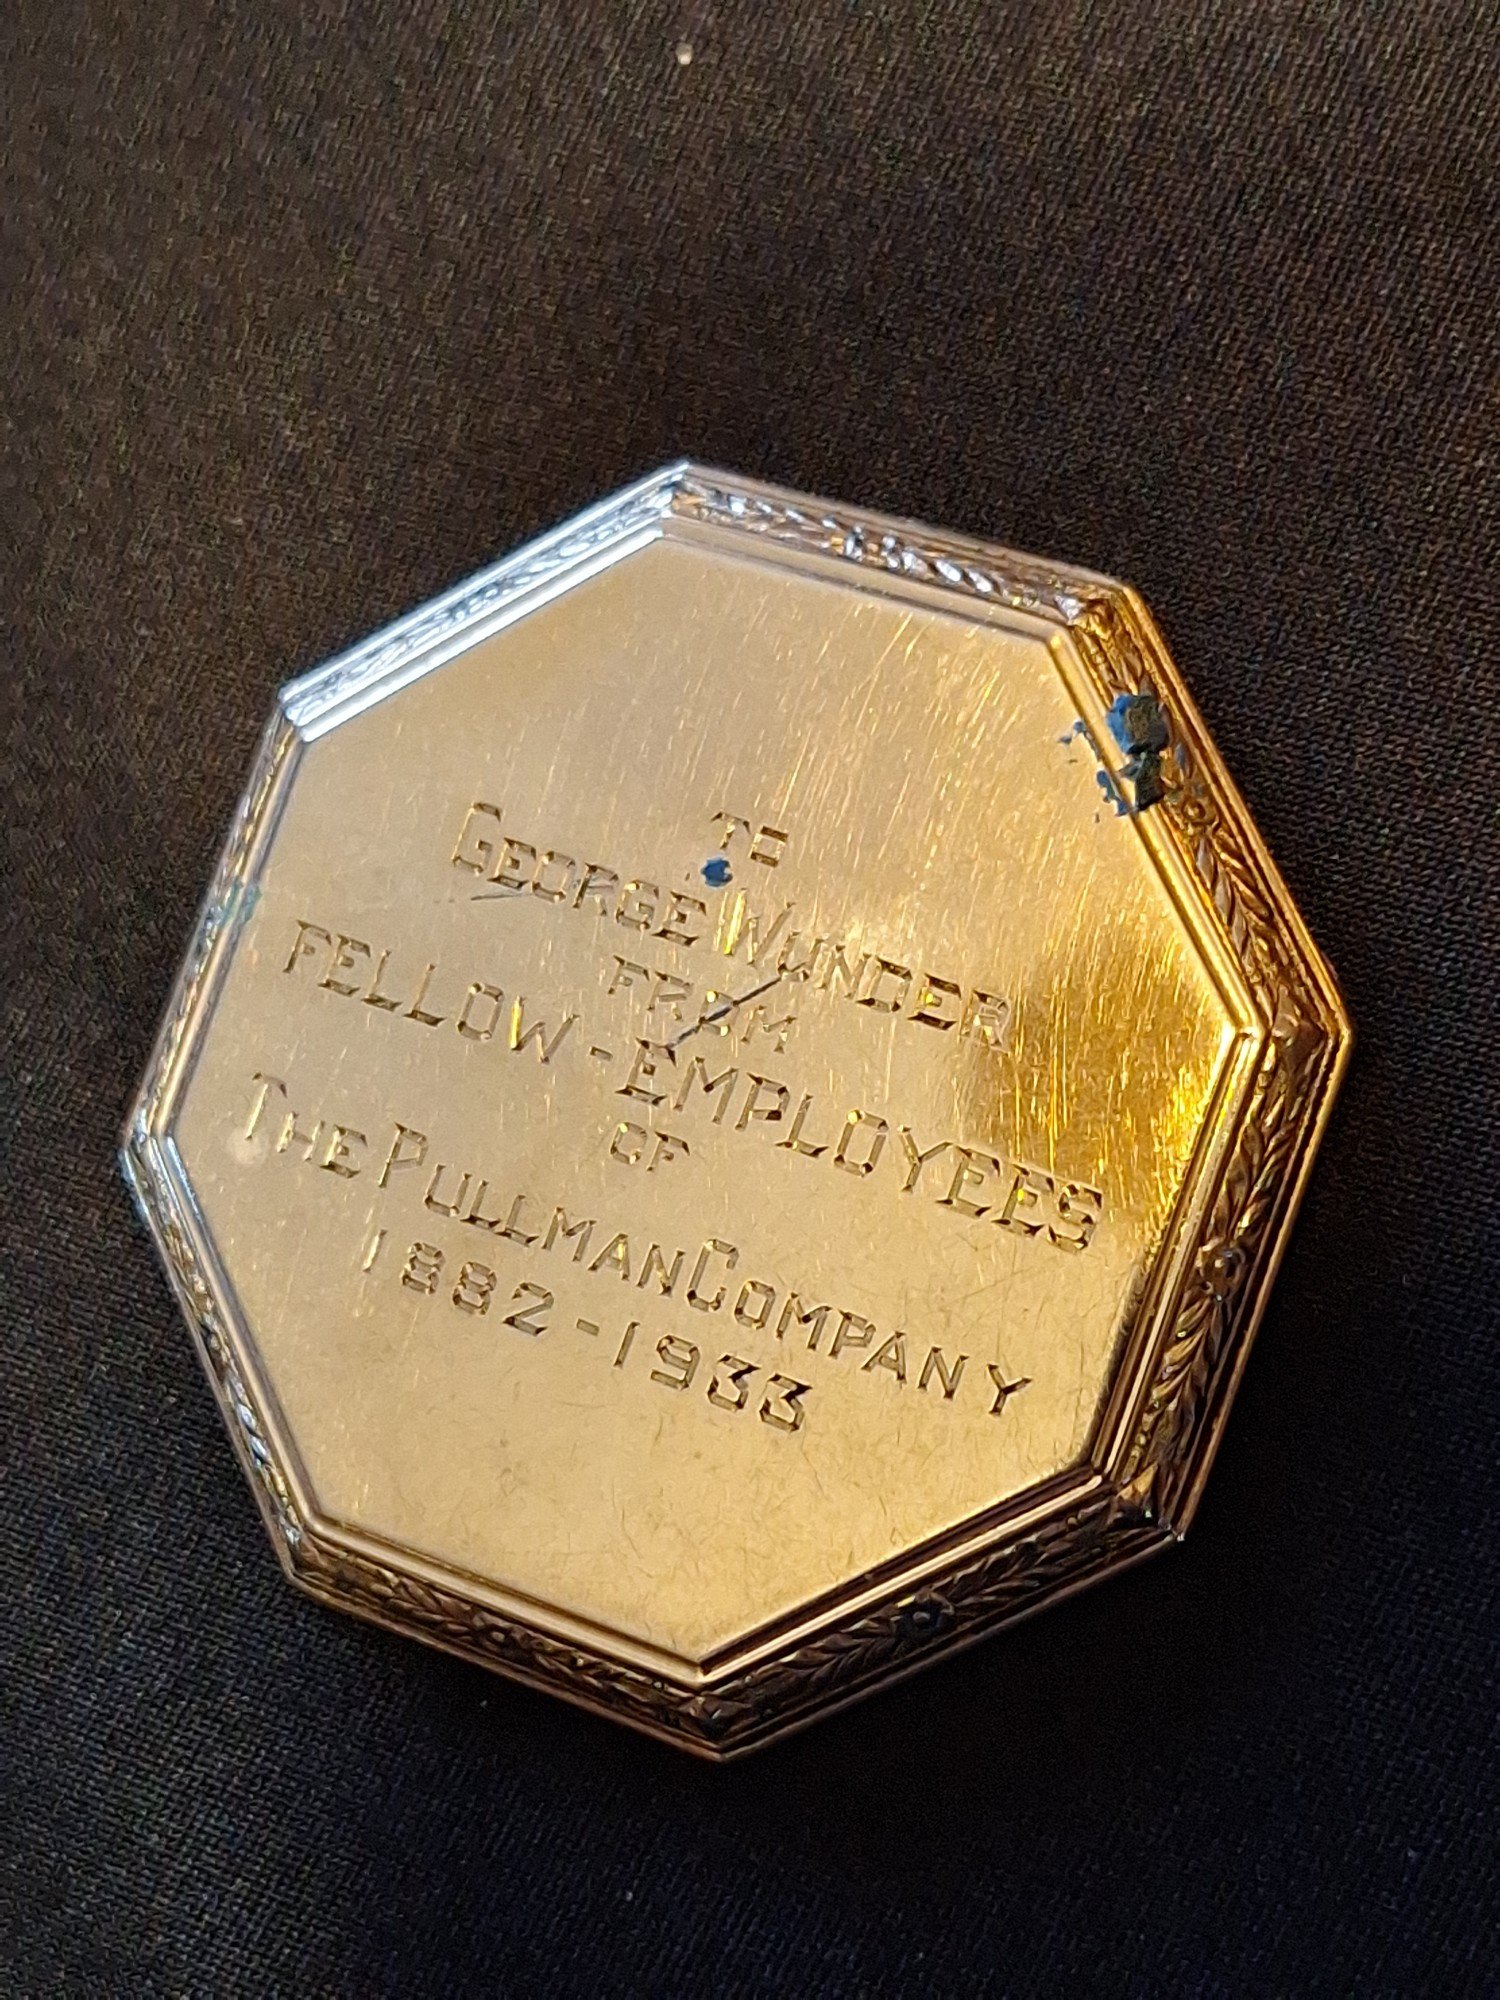 TO
GEORGE WUNDER
FROM
FELLOW-EMPLOYEES
OF
THE PULLMAN COMPANY
1882-1933